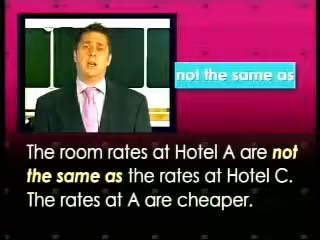 not the same as
The room rates at Hotel A are not
the same as the rates at Hotel C.
The rates at A are cheaper.